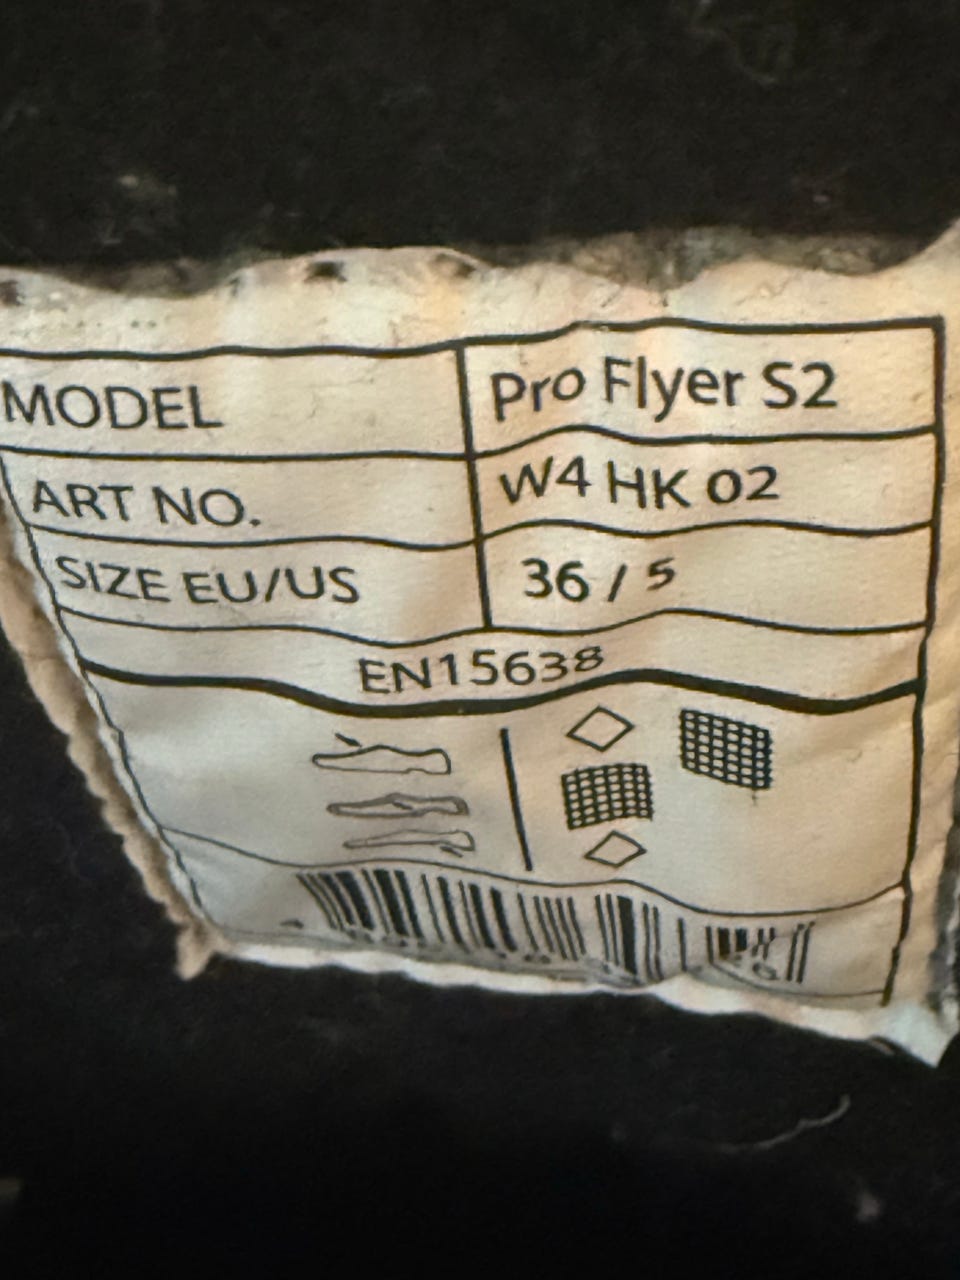 MODEL Pro Flyer S2
ART NO. W4 HK 02
SIZE EU/US 36 / 5
EN15638